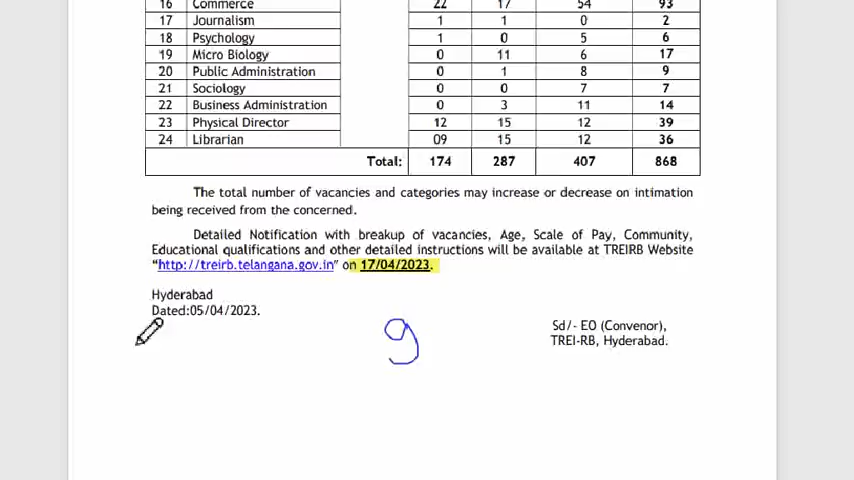 16 Commerce 22 17 54 93
17 Journalism 1 1 0 2
18 Psychology 1 0 5 6
19 Micro Biology 0 11 6 17
20 Public Administration 0 1 8 9
21 Sociology 0 0 7 7
22 Business Administration 0 3 11 14
23 Physical Director 12 15 12 39
24 Librarian 09 15 12 36
Total: 174 287 407 868
The total number of vacancies and categories may increase or decrease on intimation
being received from the concerned.
Detailed Notification with breakup of vacancies, Age, Scale of Pay, Community,
Educational qualifications and other detailed instructions will be available at TREIRB Website
"http://treirb.telangana.gov.in" on 17/04/2023.
Hyderabad
Dated:05/04/2023.
9
Sd/- EO (Convenor),
TREI-RB, Hyderabad.